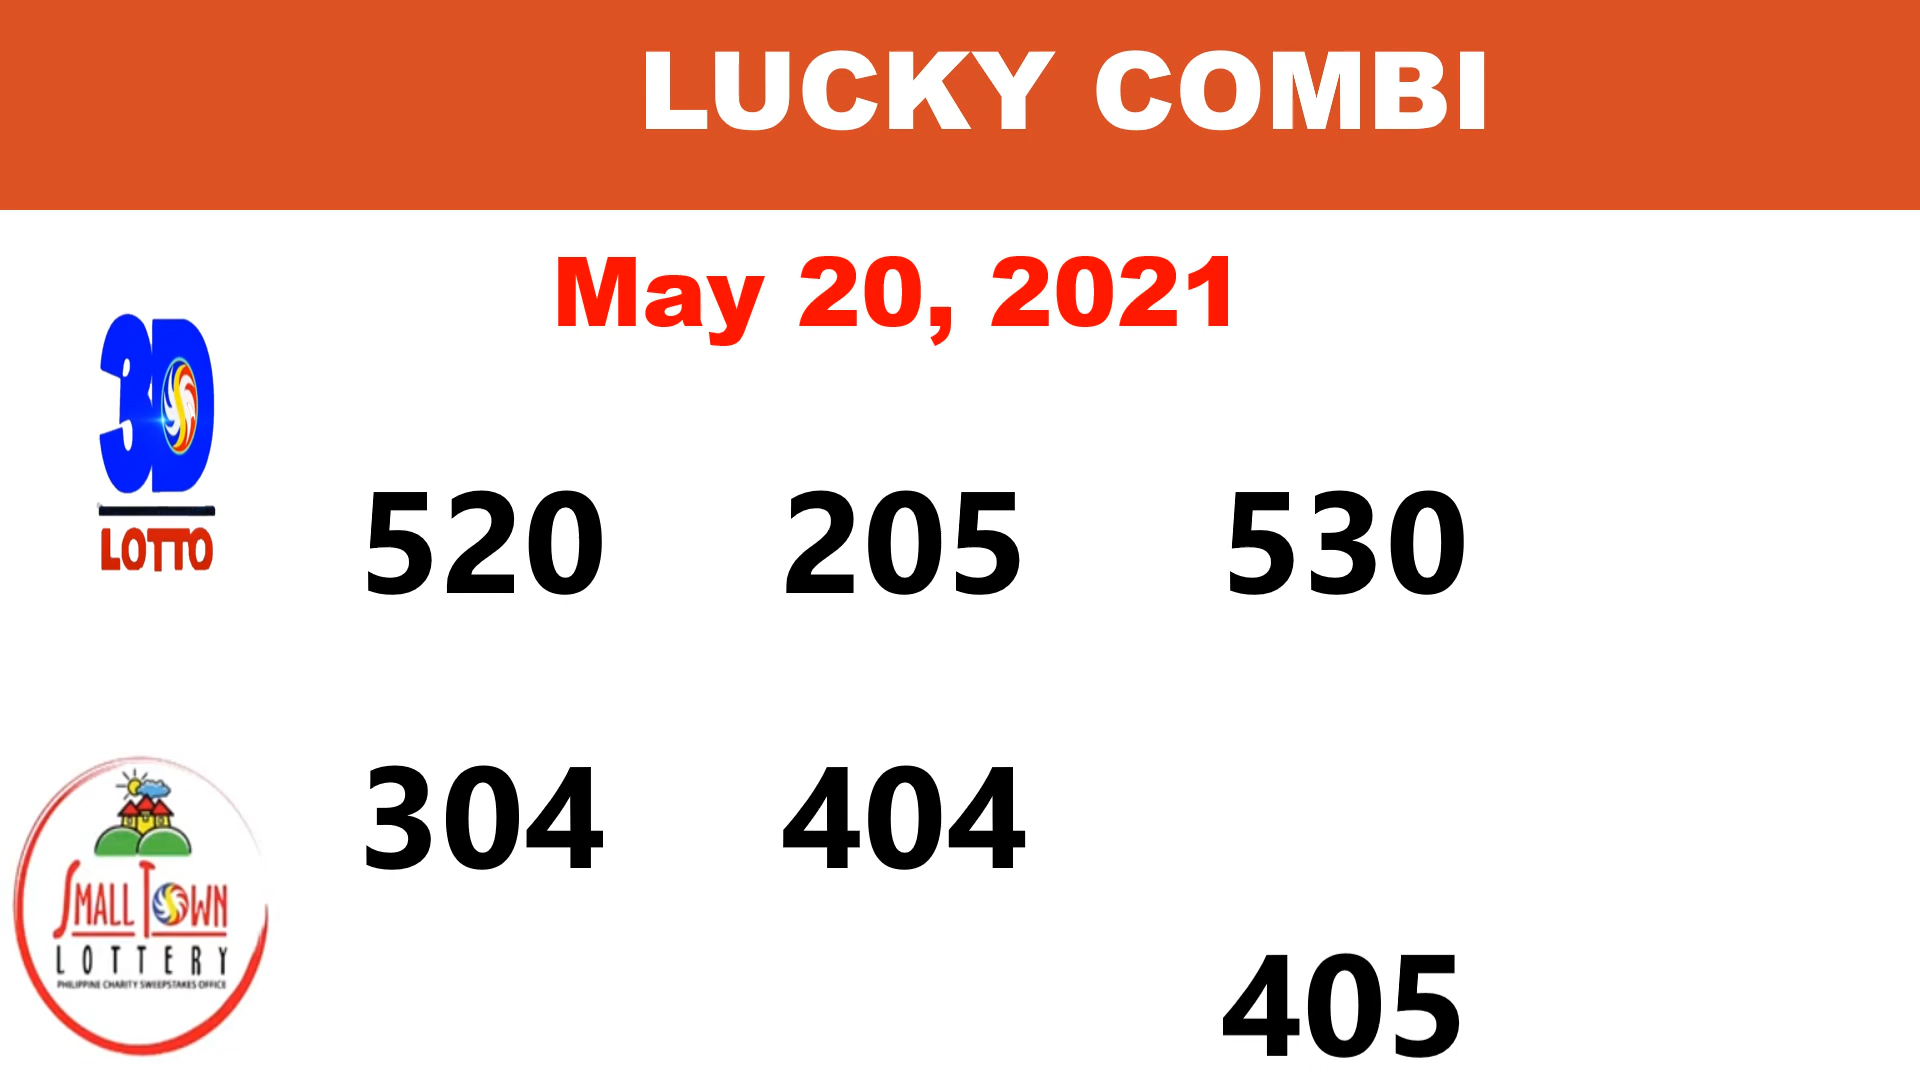 LUCKY COMBI
May 20, 2021
3D
LOTTO
520 205 530
304 404
SMALL TOWN
LOTTERY
PHILIPPINE CHARITY SWEEPSTAKES OFFICE
405